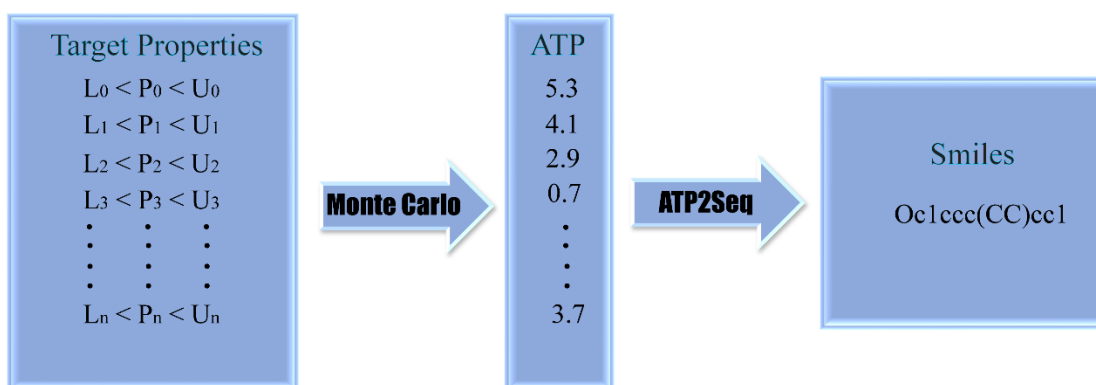 Target Properties
L₀ < P₀ < U₀
L₁ < P₁ < U₁
L₂ < P₂ < U₂
L₃ < P₃ < U₃
. . .
. . .
. . .
. . .
Lₙ < Pₙ < Uₙ
Monte Carlo
ATP
5.3
4.1
2.9
0.7
.
.
.
.
3.7
ATP2Seq
Smiles
Oc1ccc(CC)cc1